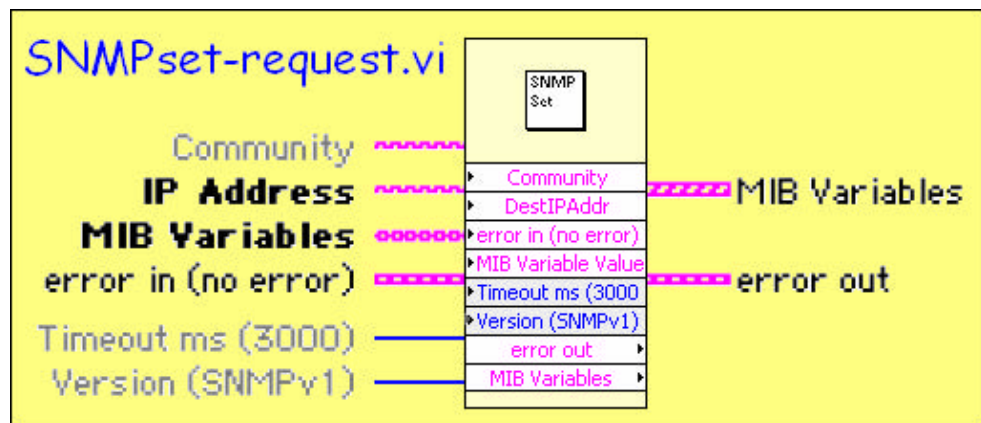 SNMPset-request.vi
SNMP
Set
Community
IP Address
MIB Variables
error in (no error)
Timeout ms (3000)
Version (SNMPv1)
Community
DestIPAddr
error in (no error)
MIB Variable Value
Timeout ms (3000
Version (SNMPv1)
error out
MIB Variables
MIB Variables
error out